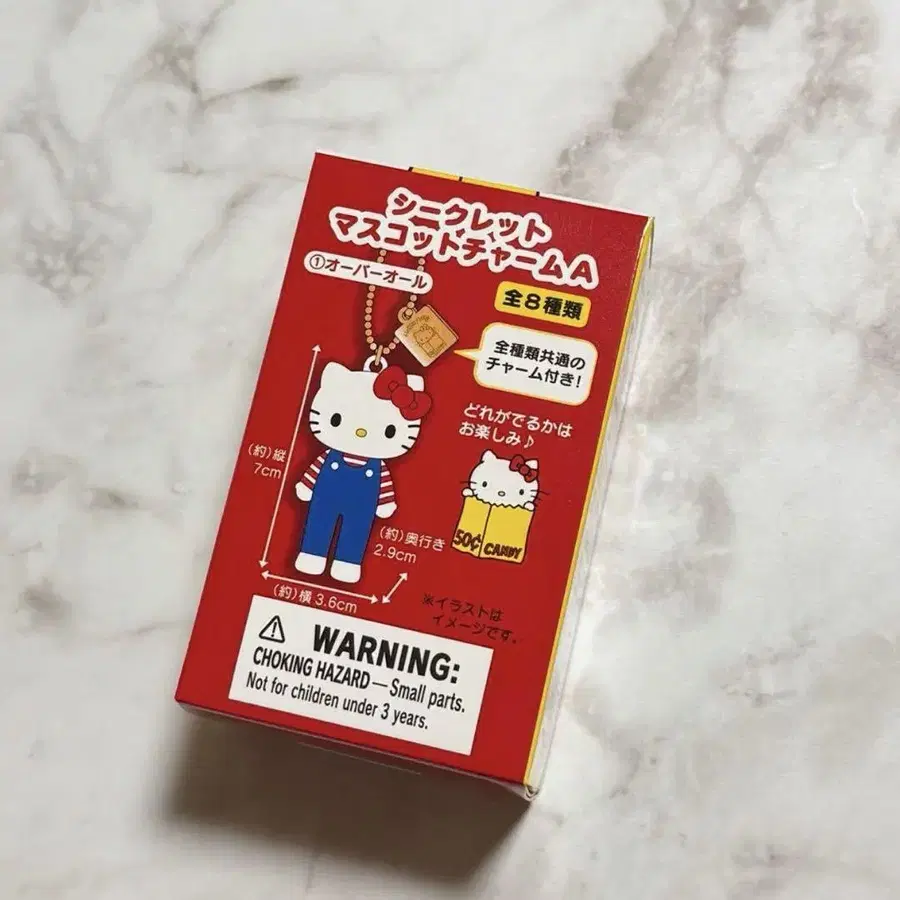 シークレット
マスコットチャームA
①オーバーオール
全8種類
全種類共通の
チャーム付き!
どれがでるかは
お楽しみ♪
(約)縦
7cm
(約)奥行き
2.9cm
(約)横3.6cm
50¢ CANDY
※イラストは
イメージです。
WARNING:
CHOKING HAZARD—Small parts.
Not for children under 3 years.